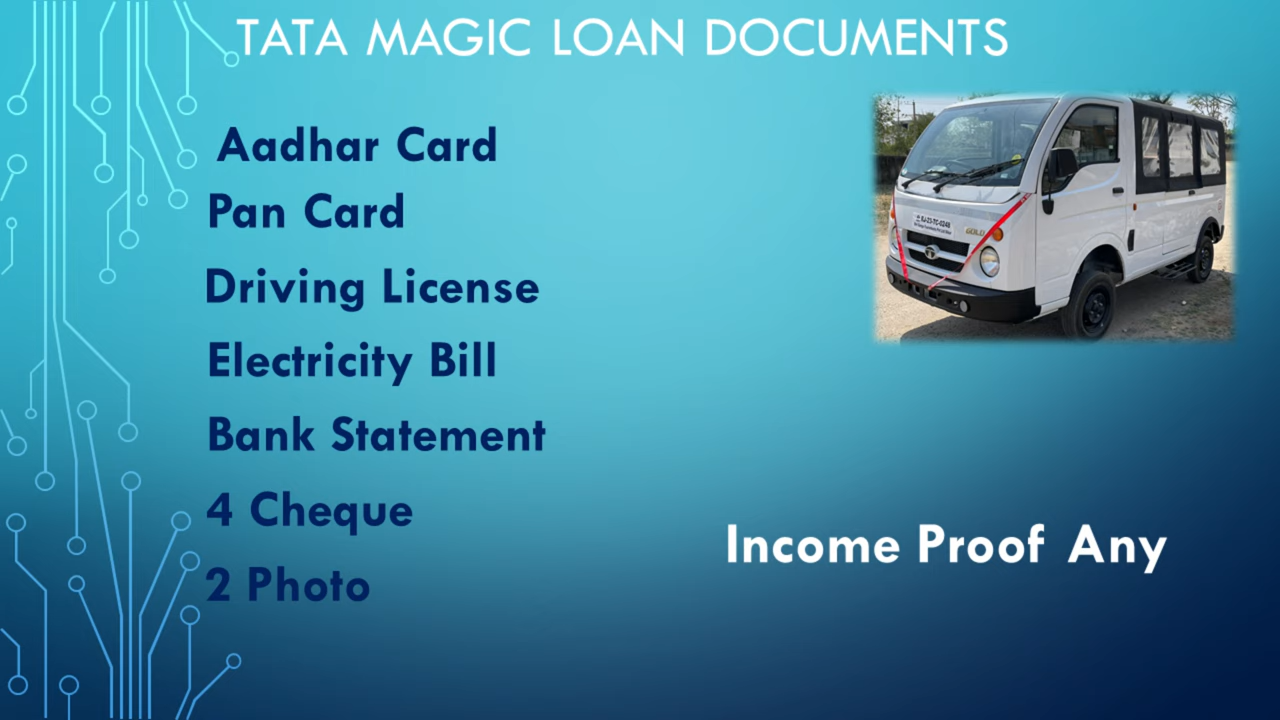 TATA MAGIC LOAN DOCUMENTS
Aadhar Card
Pan Card
Driving License
Electricity Bill
Bank Statement
4 Cheque
2 Photo
Income Proof Any
GOLD